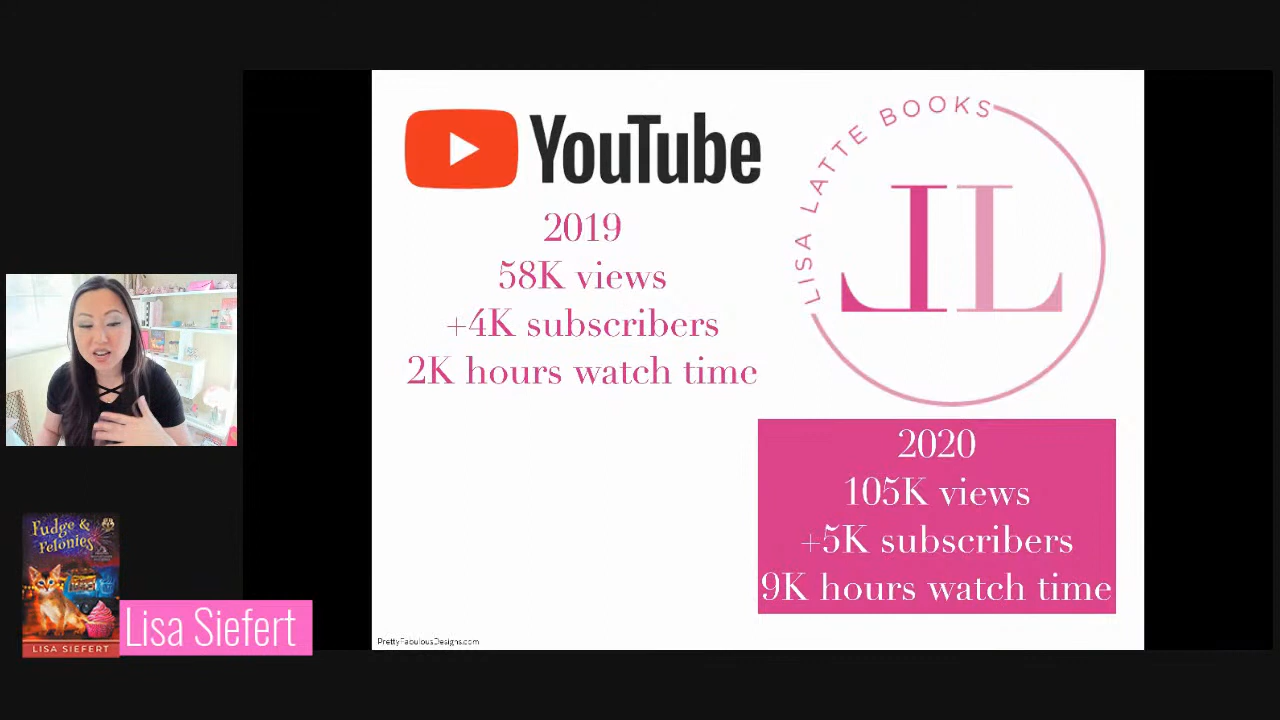 YouTube
2019
58K views
+4K subscribers
2K hours watch time
LISA LATTE BOOKS
LL
2020
105K views
+5K subscribers
9K hours watch time
Fudge &
Felonies
LISA SIEFERT
Lisa Siefert
PrettyFabulousDesigns.com